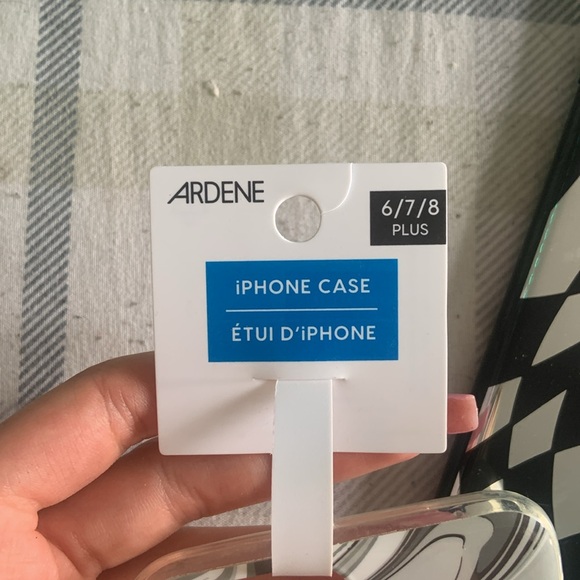 ARDENE
6/7/8
PLUS
iPHONE CASE
ÉTUI D'iPHONE